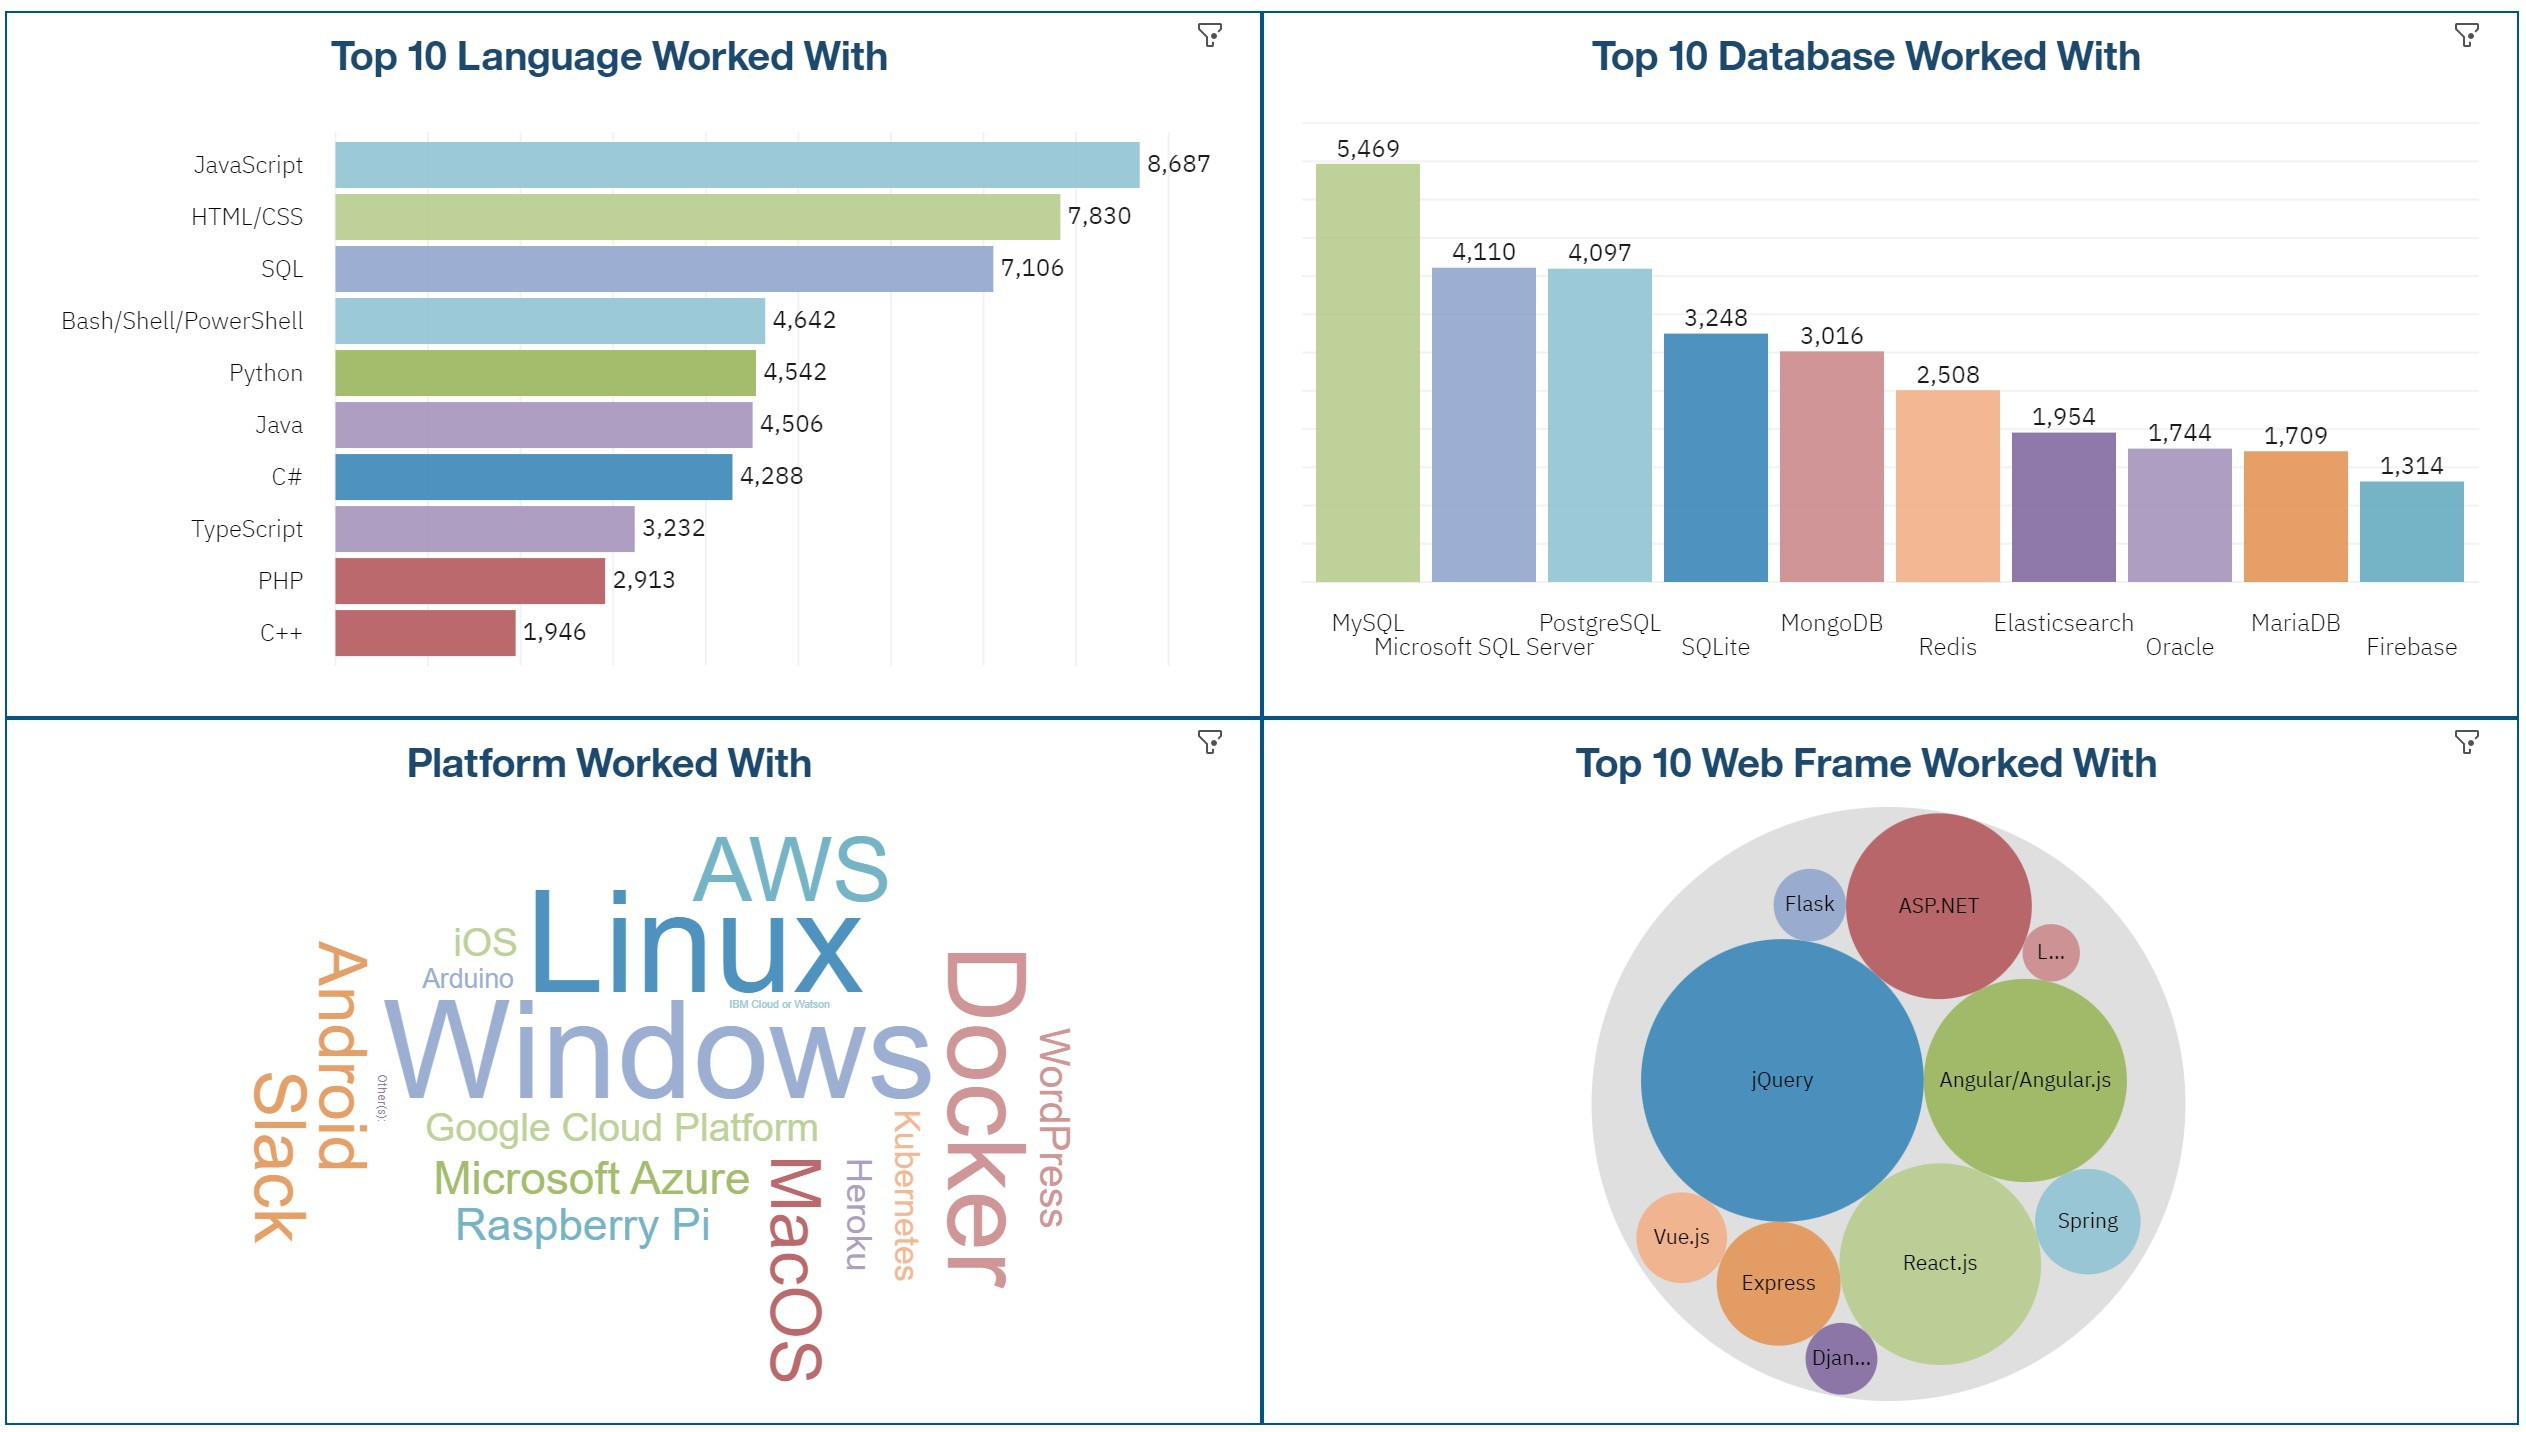 Top 10 Language Worked With
JavaScript 8,687
HTML/CSS 7,830
SQL 7,106
Bash/Shell/PowerShell 4,642
Python 4,542
Java 4,506
C# 4,288
TypeScript 3,232
PHP 2,913
C++ 1,946
Top 10 Database Worked With
5,469
4,110
4,097
3,248
3,016
2,508
1,954
1,744
1,709
1,314
MySQL
Microsoft SQL Server
PostgreSQL
SQLite
MongoDB
Redis
Elasticsearch
Oracle
MariaDB
Firebase
Platform Worked With
AWS
Linux
iOS
Arduino
IBM Cloud or Watson
Windows
Android
Slack
Other(s):
Docker
WordPress
Google Cloud Platform
Microsoft Azure
Raspberry Pi
MacOS
Heroku
Kubernetes
Top 10 Web Frame Worked With
ASP.NET
Flask
L...
jQuery
Angular/Angular.js
Spring
Vue.js
Express
React.js
Djan...